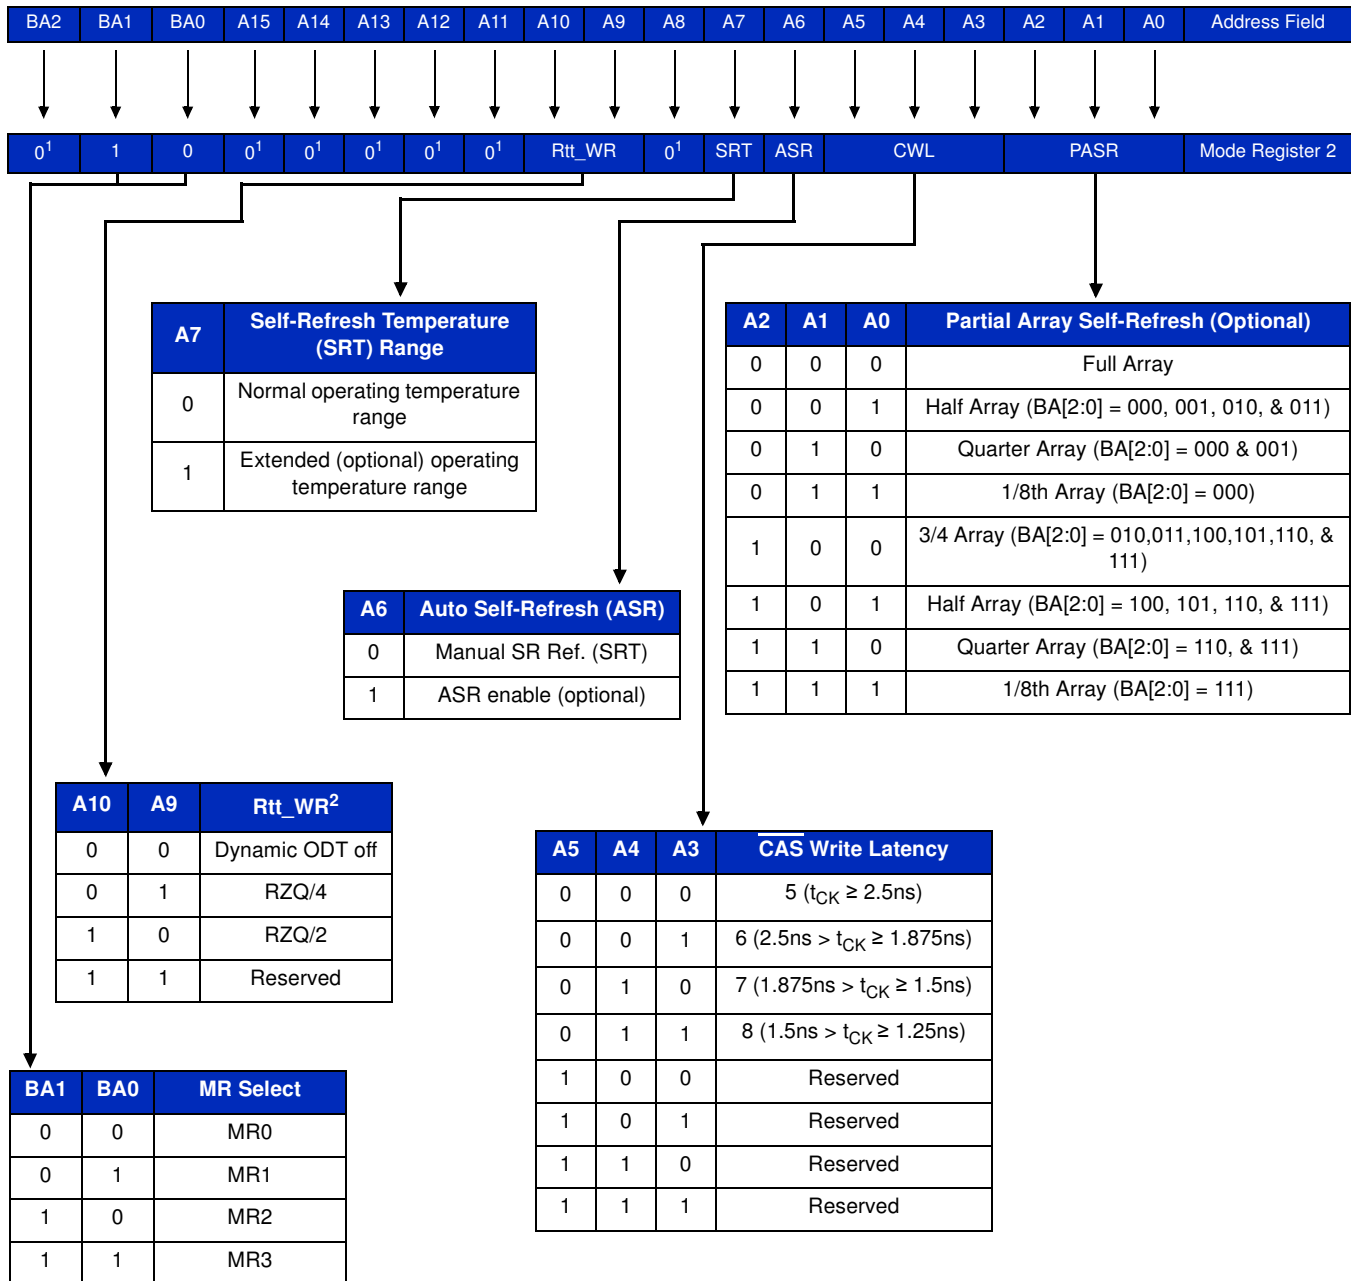 BA2 BA1 BA0 A15 A14 A13 A12 A11 A10 A9 A8 A7 A6 A5 A4 A3 A2 A1 A0 Address Field
0¹ 1 0 0¹ 0¹ 0¹ 0¹ 0¹ Rtt_WR 0¹ SRT ASR CWL PASR Mode Register 2
A7 Self-Refresh Temperature
(SRT) Range
0 Normal operating temperature
range
1 Extended (optional) operating
temperature range
A2 A1 A0 Partial Array Self-Refresh (Optional)
0 0 0 Full Array
0 0 1 Half Array (BA[2:0] = 000, 001, 010, & 011)
0 1 0 Quarter Array (BA[2:0] = 000 & 001)
0 1 1 1/8th Array (BA[2:0] = 000)
1 0 0 3/4 Array (BA[2:0] = 010,011,100,101,110, &
111)
1 0 1 Half Array (BA[2:0] = 100, 101, 110, & 111)
1 1 0 Quarter Array (BA[2:0] = 110, & 111)
1 1 1 1/8th Array (BA[2:0] = 111)
A6 Auto Self-Refresh (ASR)
0 Manual SR Ref. (SRT)
1 ASR enable (optional)
A10 A9 Rtt_WR²
0 0 Dynamic ODT off
0 1 RZQ/4
1 0 RZQ/2
1 1 Reserved
A5 A4 A3 C̅A̅S̅ Write Latency
0 0 0 5 (tCK ≥ 2.5ns)
0 0 1 6 (2.5ns > tCK ≥ 1.875ns)
0 1 0 7 (1.875ns > tCK ≥ 1.5ns)
0 1 1 8 (1.5ns > tCK ≥ 1.25ns)
1 0 0 Reserved
1 0 1 Reserved
1 1 0 Reserved
1 1 1 Reserved
BA1 BA0 MR Select
0 0 MR0
0 1 MR1
1 0 MR2
1 1 MR3